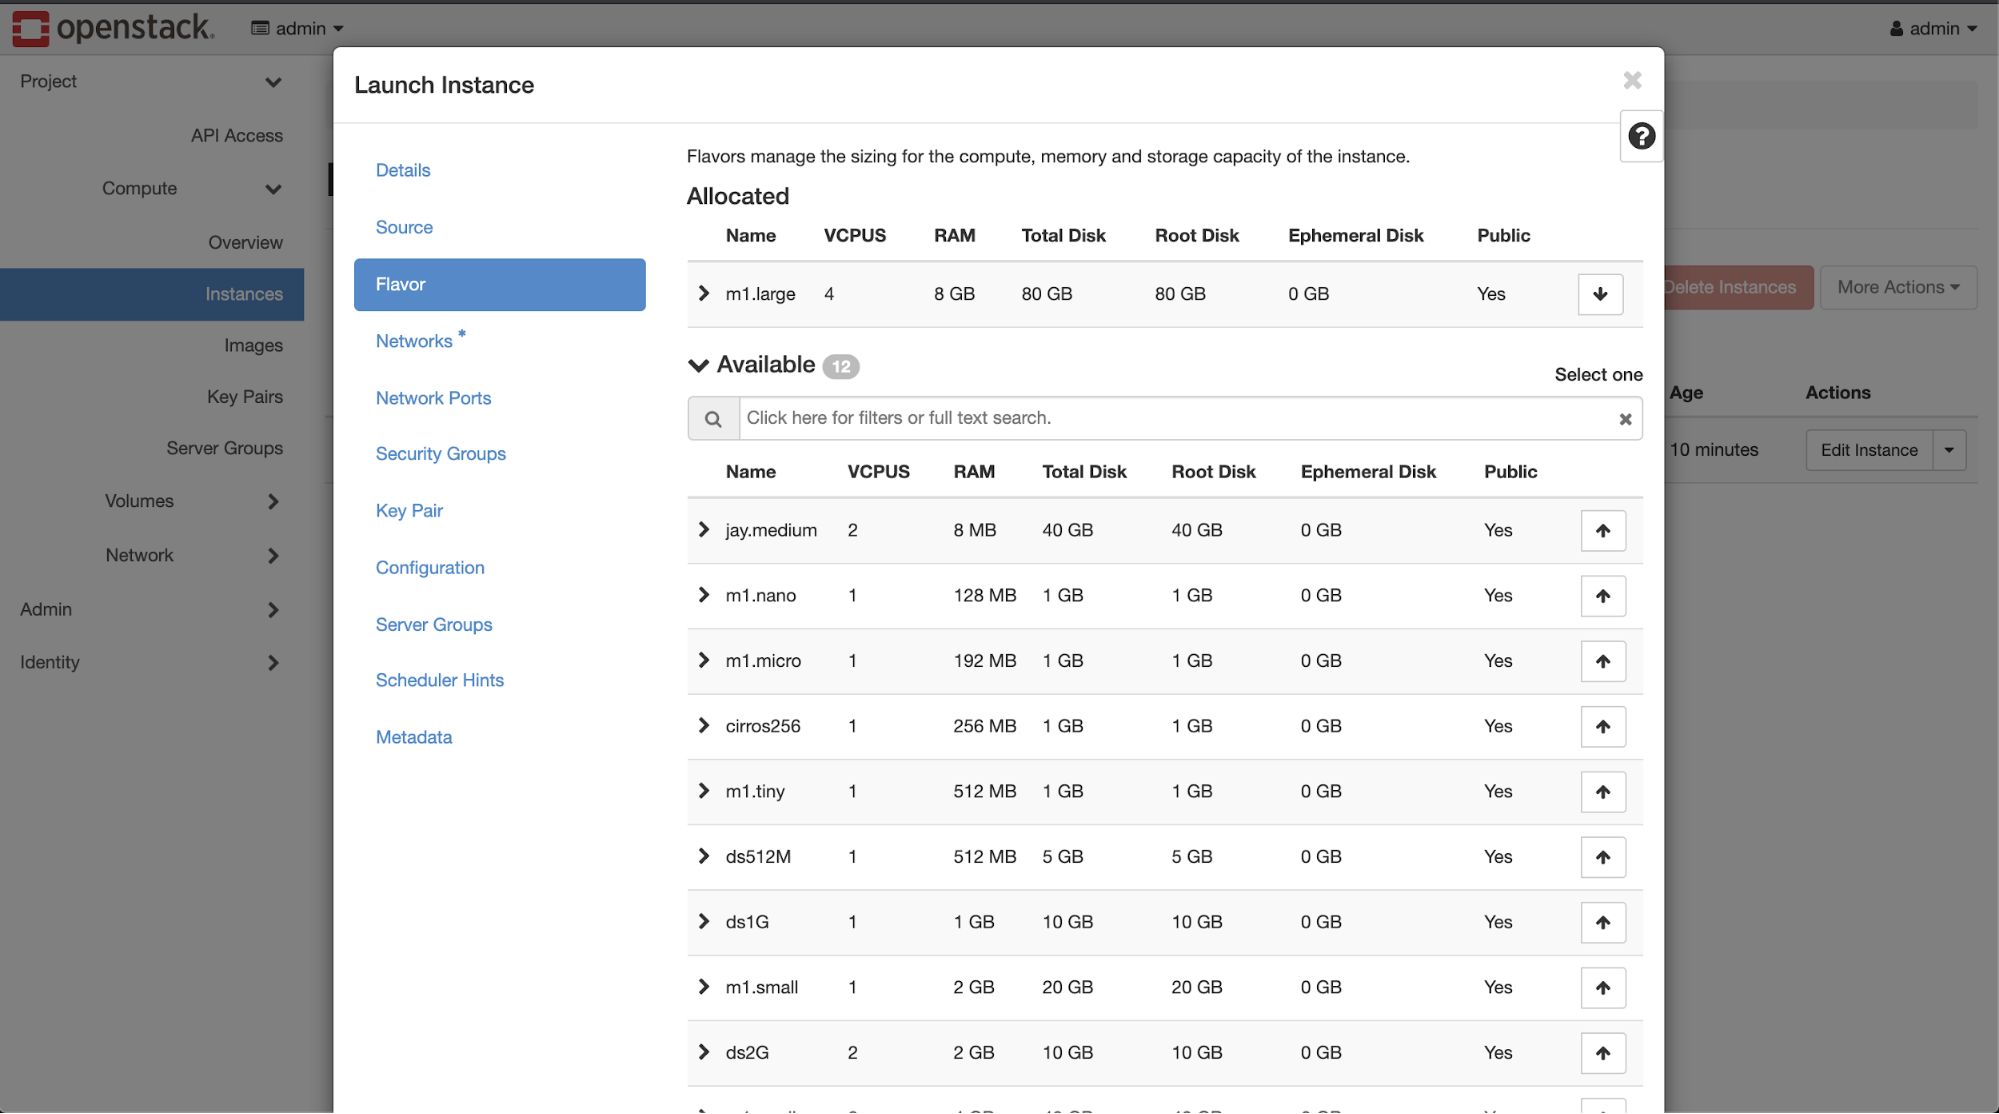 openstack.
admin
admin
Project
API Access
Compute
Overview
Instances
Images
Key Pairs
Server Groups
Volumes
Network
Admin
Identity
Launch Instance
Details
Source
Flavor
Networks *
Network Ports
Security Groups
Key Pair
Configuration
Server Groups
Scheduler Hints
Metadata
Flavors manage the sizing for the compute, memory and storage capacity of the instance.
Allocated
Name VCPUS RAM Total Disk Root Disk Ephemeral Disk Public
m1.large 4 8 GB 80 GB 80 GB 0 GB Yes
Available 12
Select one
Click here for filters or full text search.
Name VCPUS RAM Total Disk Root Disk Ephemeral Disk Public
jay.medium 2 8 MB 40 GB 40 GB 0 GB Yes
m1.nano 1 128 MB 1 GB 1 GB 0 GB Yes
m1.micro 1 192 MB 1 GB 1 GB 0 GB Yes
cirros256 1 256 MB 1 GB 1 GB 0 GB Yes
m1.tiny 1 512 MB 1 GB 1 GB 0 GB Yes
ds512M 1 512 MB 5 GB 5 GB 0 GB Yes
ds1G 1 1 GB 10 GB 10 GB 0 GB Yes
m1.small 1 2 GB 20 GB 20 GB 0 GB Yes
ds2G 2 2 GB 10 GB 10 GB 0 GB Yes
Delete Instances
More Actions
Age Actions
10 minutes Edit Instance